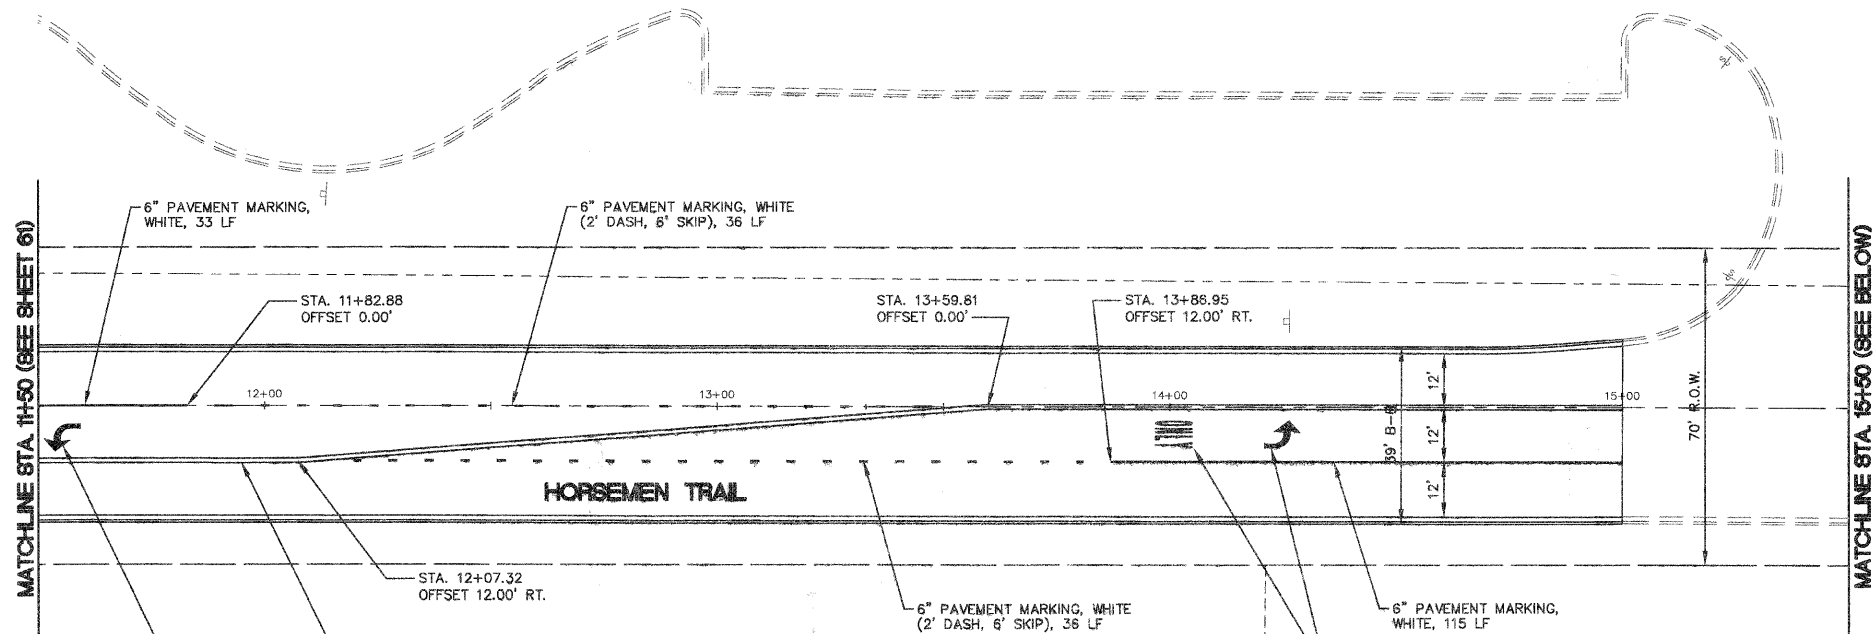 MATCHLINE STA. 11+50 (SEE SHEET 61)
6" PAVEMENT MARKING,
WHITE, 33 LF
6" PAVEMENT MARKING, WHITE
(2' DASH, 6' SKIP), 36 LF
STA. 11+82.88
OFFSET 0.00'
STA. 13+59.81
OFFSET 0.00'
STA. 13+86.95
OFFSET 12.00' RT.
12+00
13+00
14+00
15+00
ONLY
39' B-B
12'
12'
12'
70' R.O.W.
HORSEMEN TRAIL
STA. 12+07.32
OFFSET 12.00' RT.
6" PAVEMENT MARKING, WHITE
(2' DASH, 6' SKIP), 36 LF
6" PAVEMENT MARKING,
WHITE, 115 LF
MATCHLINE STA. 15+50 (SEE BELOW)